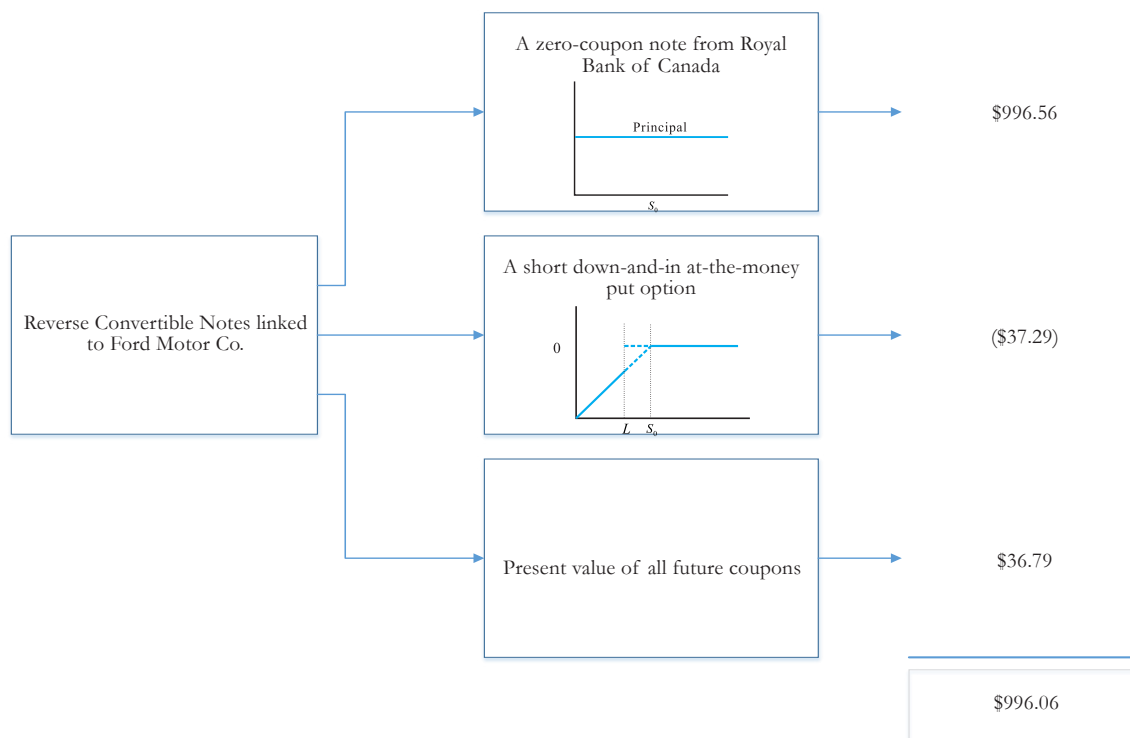 A zero-coupon note from Royal
Bank of Canada
Principal
S₀
$996.56
Reverse Convertible Notes linked
to Ford Motor Co.
A short down-and-in at-the-money
put option
0
L S₀
($37.29)
Present value of all future coupons
$36.79
$996.06